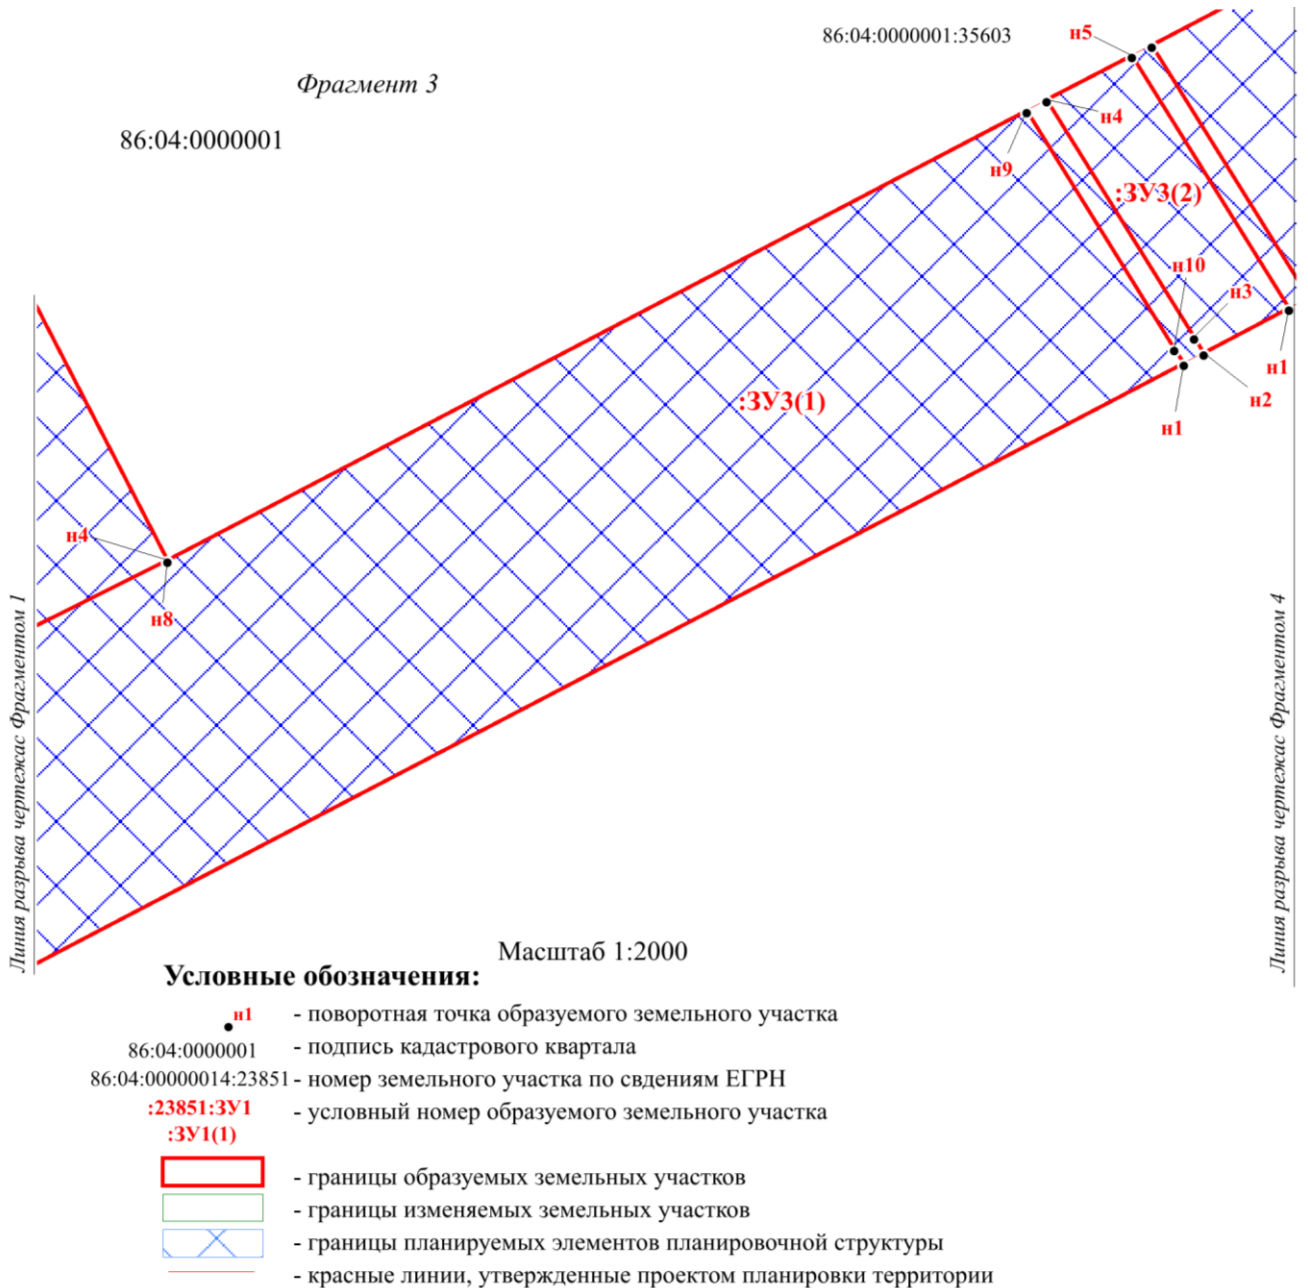 86:04:0000001:35603
н5
Фрагмент 3
86:04:0000001
н4
н9
:ЗУ3(2)
н10
н3
н1
н2
:ЗУ3(1)
н1
н4
н8
Линия разрыва чертежас Фрагментом 1
Линия разрыва чертежас Фрагментом 4
Масштаб 1:2000
Условные обозначения:
н1 - поворотная точка образуемого земельного участка
86:04:0000001 - подпись кадастрового квартала
86:04:00000014:23851 - номер земельного участка по свдениям ЕГРН
:23851:ЗУ1 - условный номер образуемого земельного участка
:ЗУ1(1)
- границы образуемых земельных участков
- границы изменяемых земельных участков
- границы планируемых элементов планировочной структуры
- красные линии, утвержденные проектом планировки территории